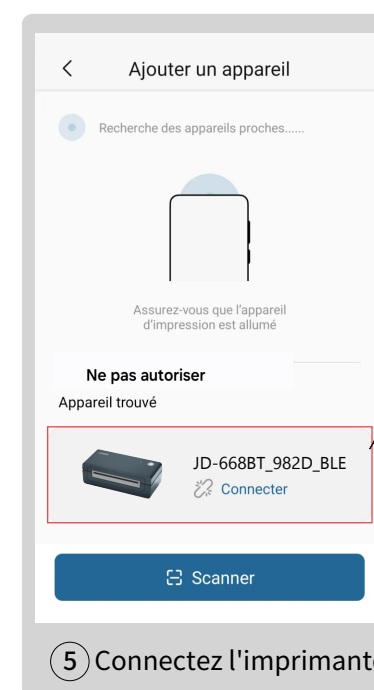 Ajouter un appareil
Recherche des appareils proches......
Assurez-vous que l'appareil
d'impression est allumé
Ne pas autoriser
Appareil trouvé
JD-668BT_982D_BLE
Connecter
Scanner
5 Connectez l'imprimante